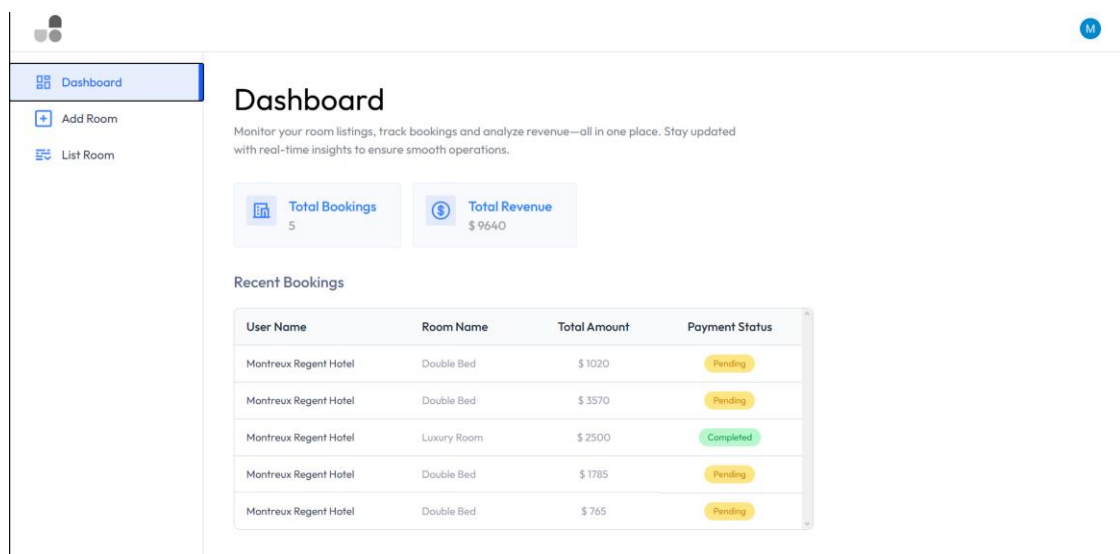 M
Dashboard
Add Room
List Room
Dashboard
Monitor your room listings, track bookings and analyze revenue—all in one place. Stay updated
with real-time insights to ensure smooth operations.
Total Bookings
5
Total Revenue
$ 9640
Recent Bookings
User Name Room Name Total Amount Payment Status
Montreux Regent Hotel Double Bed $ 1020 Pending
Montreux Regent Hotel Double Bed $ 3570 Pending
Montreux Regent Hotel Luxury Room $ 2500 Completed
Montreux Regent Hotel Double Bed $ 1785 Pending
Montreux Regent Hotel Double Bed $ 765 Pending